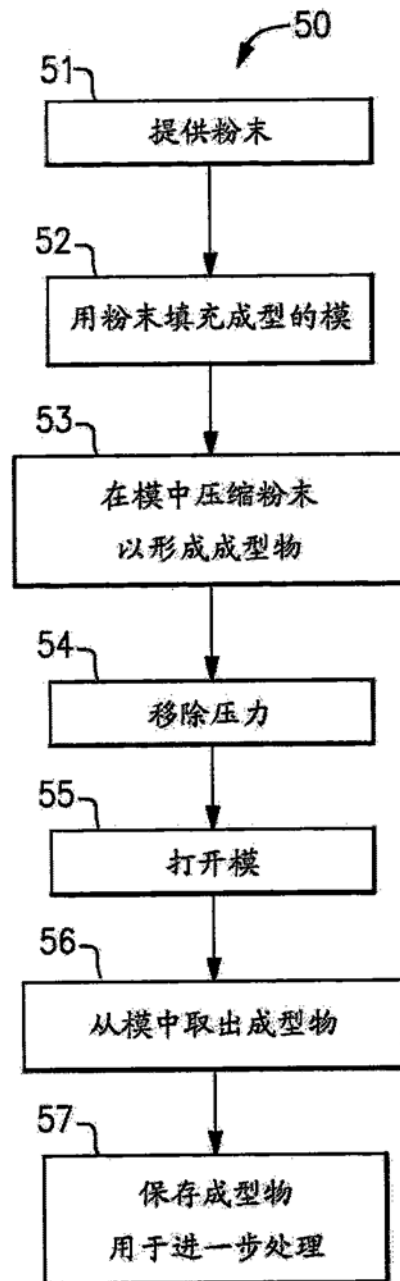 50
51
提供粉末
52
用粉末填充成型的模
53
在模中压缩粉末
以形成成型物
54
移除压力
55
打开模
56
从模中取出成型物
57
保存成型物
用于进一步处理